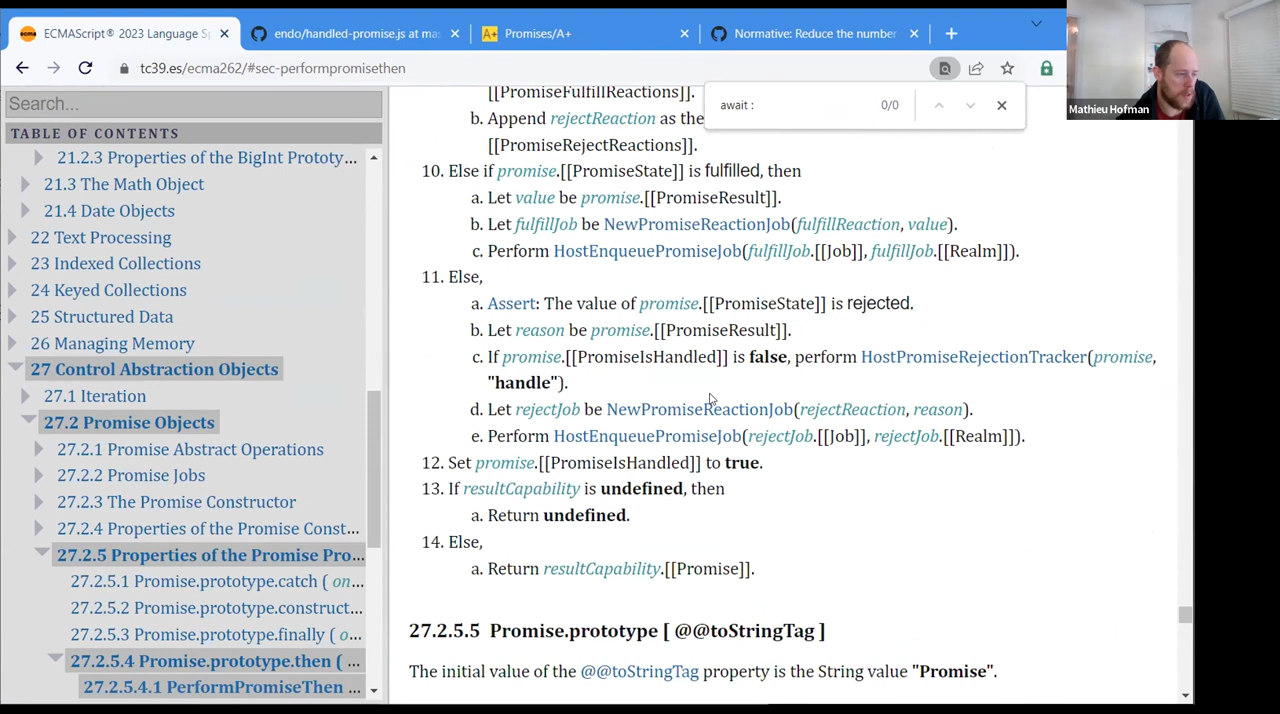 ECMAScript® 2023 Language Sp
endo/handled-promise.js at mas
A+ Promises/A+
Normative: Reduce the number
tc39.es/ecma262/#sec-performpromisethen
await :
0/0
Mathieu Hofman
Search...
TABLE OF CONTENTS
21.2.3 Properties of the BigInt Prototy...
21.3 The Math Object
21.4 Date Objects
22 Text Processing
23 Indexed Collections
24 Keyed Collections
25 Structured Data
26 Managing Memory
27 Control Abstraction Objects
27.1 Iteration
27.2 Promise Objects
27.2.1 Promise Abstract Operations
27.2.2 Promise Jobs
27.2.3 The Promise Constructor
27.2.4 Properties of the Promise Const...
27.2.5 Properties of the Promise Pro...
27.2.5.1 Promise.prototype.catch ( on...
27.2.5.2 Promise.prototype.construct...
27.2.5.3 Promise.prototype.finally ( o...
27.2.5.4 Promise.prototype.then ( ...
27.2.5.4.1 PerformPromiseThen ...
[[PromiseFulfillReactions]].
b. Append rejectReaction as the
[[PromiseRejectReactions]].
10. Else if promise.[[PromiseState]] is fulfilled, then
a. Let value be promise.[[PromiseResult]].
b. Let fulfillJob be NewPromiseReactionJob(fulfillReaction, value).
c. Perform HostEnqueuePromiseJob(fulfillJob.[[Job]], fulfillJob.[[Realm]]).
11. Else,
a. Assert: The value of promise.[[PromiseState]] is rejected.
b. Let reason be promise.[[PromiseResult]].
c. If promise.[[PromiseIsHandled]] is false, perform HostPromiseRejectionTracker(promise,
"handle").
d. Let rejectJob be NewPromiseReactionJob(rejectReaction, reason).
e. Perform HostEnqueuePromiseJob(rejectJob.[[Job]], rejectJob.[[Realm]]).
12. Set promise.[[PromiseIsHandled]] to true.
13. If resultCapability is undefined, then
a. Return undefined.
14. Else,
a. Return resultCapability.[[Promise]].
27.2.5.5 Promise.prototype [ @@toStringTag ]
The initial value of the @@toStringTag property is the String value "Promise".